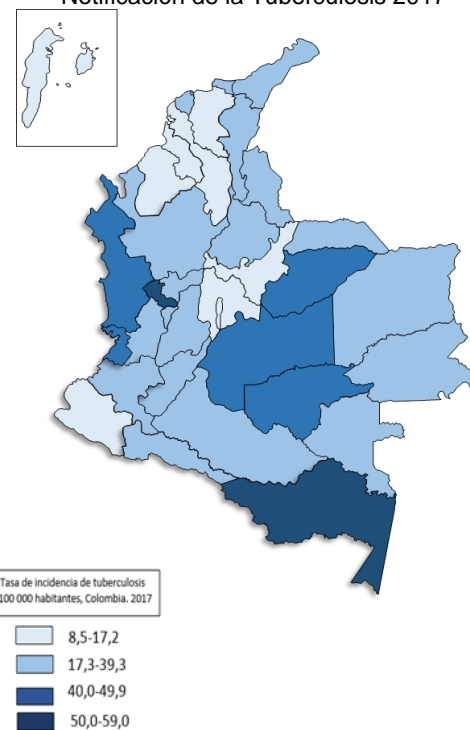 Notificación de la Tuberculosis 2017
Tasa de incidencia de tuberculosis
100 000 habitantes, Colombia. 2017
8,5-17,2
17,3-39,3
40,0-49,9
50,0-59,0